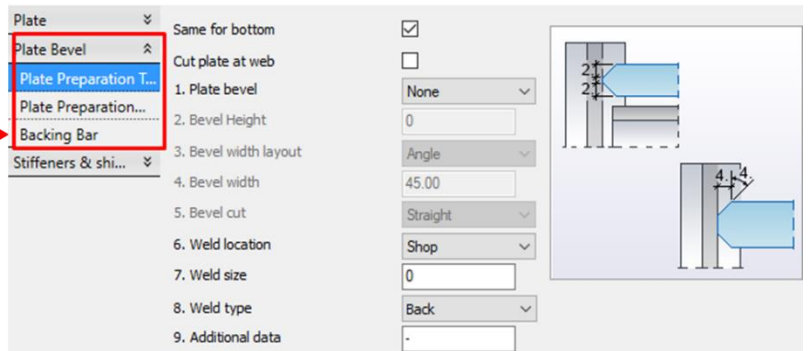 Plate
Plate Bevel
Plate Preparation T...
Plate Preparation...
Backing Bar
Stiffeners & shi...
Same for bottom
Cut plate at web
1. Plate bevel None
2. Bevel Height 0
3. Bevel width layout Angle
4. Bevel width 45.00
5. Bevel cut Straight
6. Weld location Shop
7. Weld size 0
8. Weld type Back
9. Additional data -
2
2
4. 4.